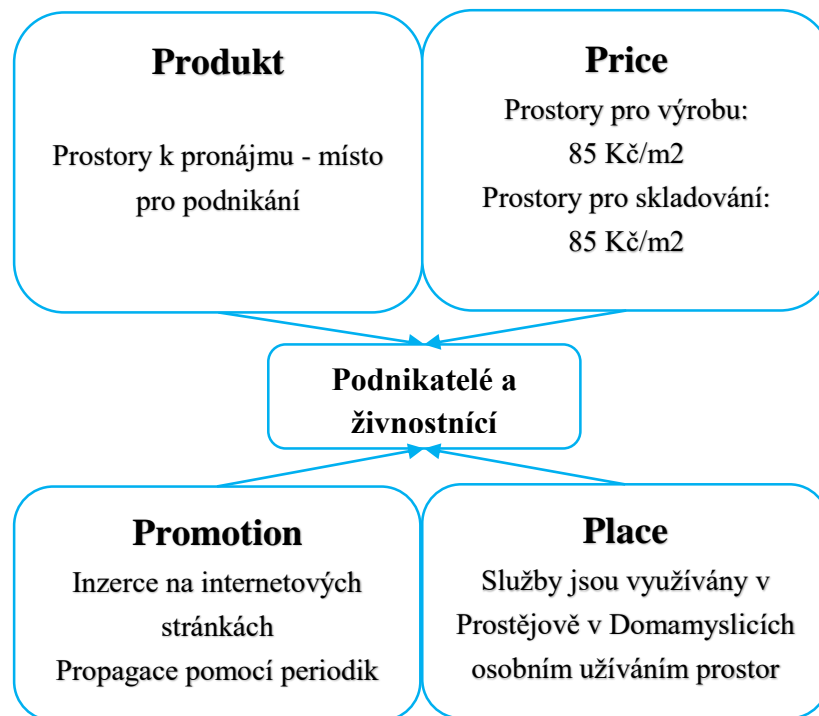 Produkt
Prostory k pronájmu - místo
pro podnikání
Price
Prostory pro výrobu:
85 Kč/m2
Prostory pro skladování:
85 Kč/m2
Podnikatelé a
živnostnící
Promotion
Inzerce na internetových
stránkách
Propagace pomocí periodik
Place
Služby jsou využívány v
Prostějově v Domamyslicích
osobním užíváním prostor